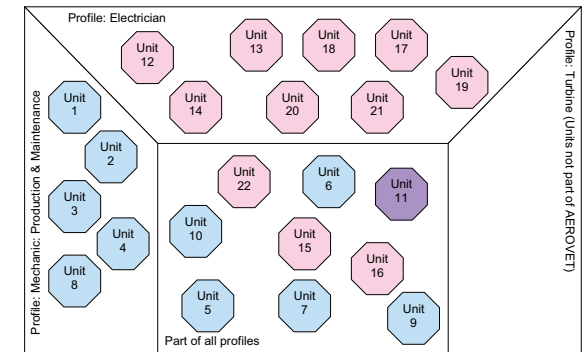 Profile: Electrician
Unit
12
Unit
13
Unit
18
Unit
17
Unit
19
Unit
14
Unit
20
Unit
21
Profile: Mechanic: Production & Maintenance
Unit
1
Unit
2
Unit
3
Unit
4
Unit
8
Unit
22
Unit
6
Unit
11
Unit
10
Unit
15
Unit
16
Unit
5
Unit
7
Unit
9
Part of all profiles
Profile: Turbine (Units not part of AEROVET)